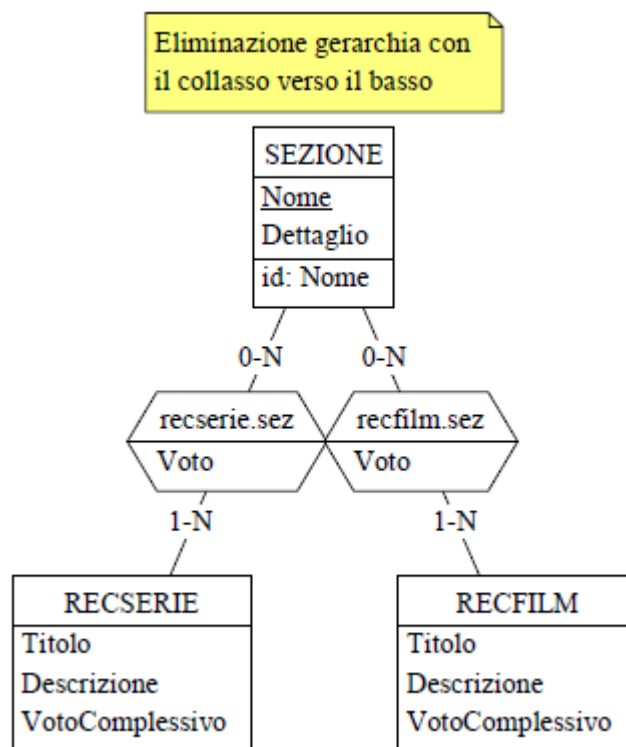 Eliminazione gerarchia con
il collasso verso il basso
SEZIONE
Nome
Dettaglio
id: Nome
0-N
0-N
recserie.sez
Voto
recfilm.sez
Voto
1-N
1-N
RECSERIE
Titolo
Descrizione
VotoComplessivo
RECFILM
Titolo
Descrizione
VotoComplessivo